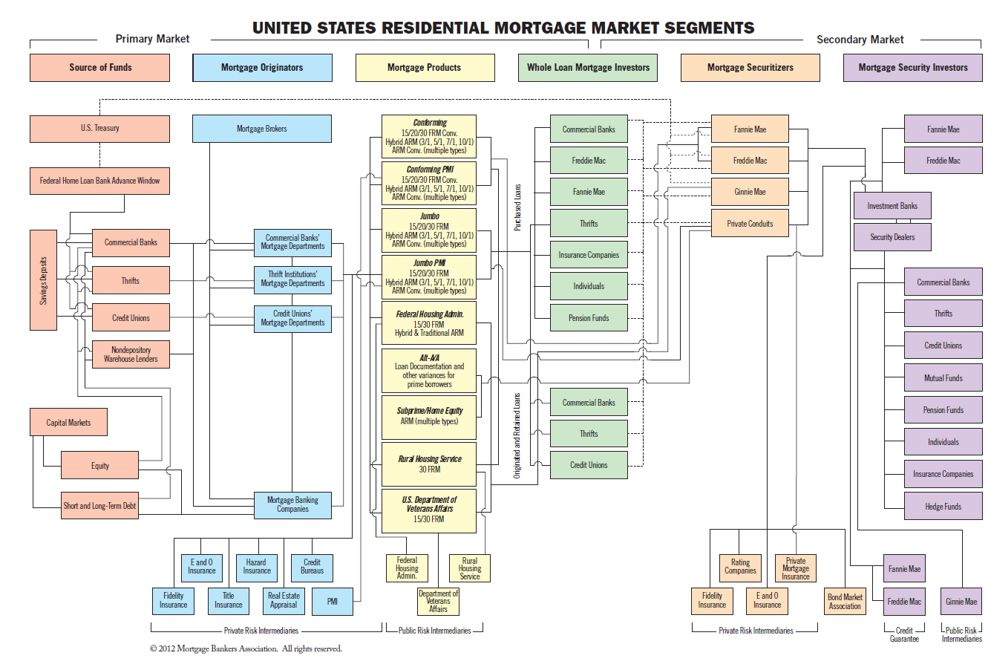 UNITED STATES RESIDENTIAL MORTGAGE MARKET SEGMENTS
Primary Market
Secondary Market
Source of Funds
Mortgage Originators
Mortgage Products
Whole Loan Mortgage Investors
Mortgage Securitizers
Mortgage Security Investors
U.S. Treasury
Federal Home Loan Bank Advance Window
Savings Deposits
Commercial Banks
Thrifts
Credit Unions
Nondepository
Warehouse Lenders
Capital Markets
Equity
Short and Long-Term Debt
Mortgage Brokers
Commercial Banks'
Mortgage Departments
Thrift Institutions'
Mortgage Departments
Credit Unions'
Mortgage Departments
Mortgage Banking
Companies
E and O
Insurance
Hazard
Insurance
Credit
Bureaus
Fidelity
Insurance
Title
Insurance
Real Estate
Appraisal
PMI
Private Risk Intermediaries
Conforming
15/20/30 FRM Conv.
Hybrid ARM (3/1, 5/1, 7/1, 10/1)
ARM Conv. (multiple types)
Conforming PMI
15/20/30 FRM Conv.
Hybrid ARM (3/1, 5/1, 7/1, 10/1)
ARM Conv. (multiple types)
Jumbo
15/20/30 FRM
Hybrid ARM (3/1, 5/1, 7/1, 10/1)
ARM Conv. (multiple types)
Jumbo PMI
15/20/30 FRM
Hybrid ARM (3/1, 5/1, 7/1, 10/1)
ARM Conv. (multiple types)
Federal Housing Admin.
15/30 FRM
Hybrid & Traditional ARM
Alt-A/A
Loan Documentation and
other variances for
prime borrowers
Subprime/Home Equity
ARM (multiple types)
Rural Housing Service
30 FRM
U.S. Department of
Veterans Affairs
15/30 FRM
Federal
Housing
Admin.
Rural
Housing
Service
Department of
Veterans
Affairs
Public Risk Intermediaries
Purchased Loans
Commercial Banks
Freddie Mac
Fannie Mae
Thrifts
Insurance Companies
Individuals
Pension Funds
Originated and Retained Loans
Commercial Banks
Thrifts
Credit Unions
Fannie Mae
Freddie Mac
Ginnie Mae
Private Conduits
Rating
Companies
Private
Mortgage
Insurance
Fidelity
Insurance
E and O
Insurance
Bond Market
Association
Private Risk Intermediaries
Fannie Mae
Freddie Mac
Investment Banks
Security Dealers
Commercial Banks
Thrifts
Credit Unions
Mutual Funds
Pension Funds
Individuals
Insurance Companies
Hedge Funds
Fannie Mae
Freddie Mac
Ginnie Mae
Credit
Guarantee
Public Risk
Intermediaries
© 2012 Mortgage Bankers Association. All rights reserved.